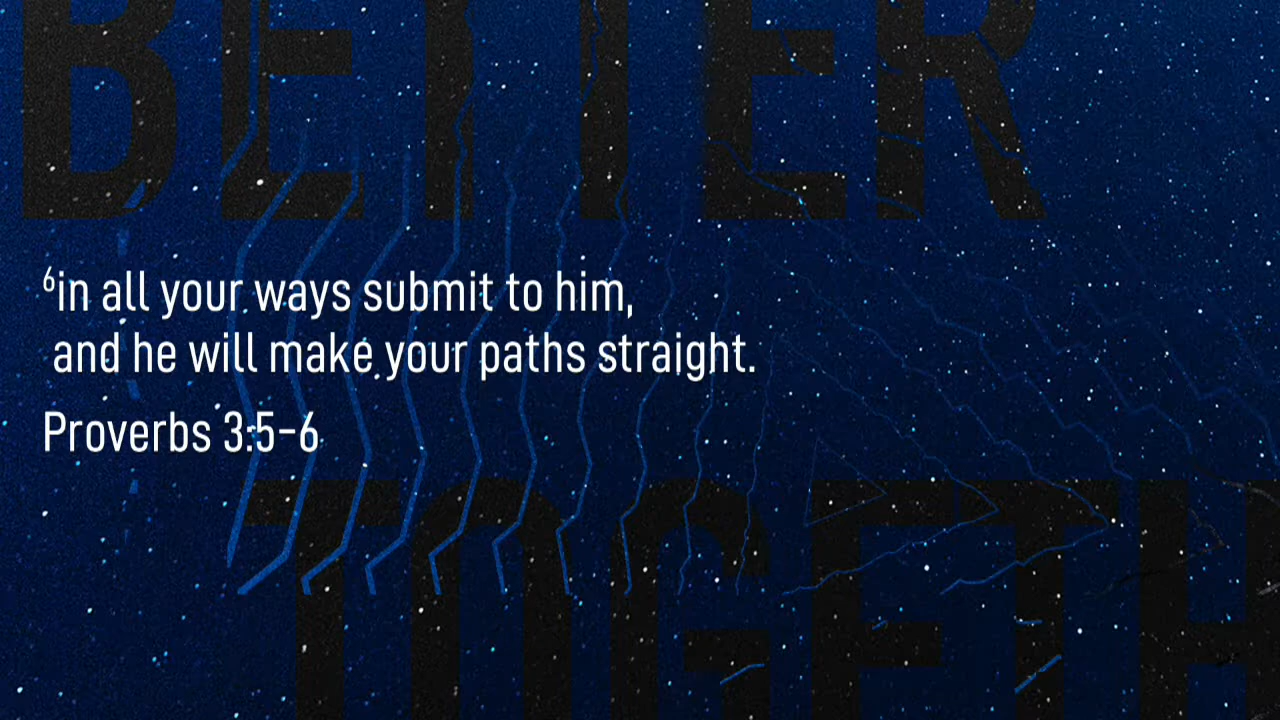 BETTER
⁶in all your ways submit to him,
and he will make your paths straight.
Proverbs 3:5-6
TOGETH